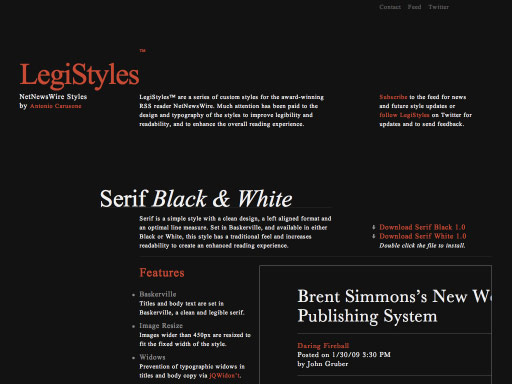 Contact Feed Twitter
LegiStyles™
NetNewsWire Styles
by Antonio Carusone
LegiStyles™ are a series of custom styles for the award-winning
RSS reader NetNewsWire. Much attention has been paid to the
design and typography of the styles to improve legibility and
readability, and to enhance the overall reading experience.
Subscribe to the feed for news
and future style updates or
follow LegiStyles on Twitter for
updates and to send feedback.
Serif Black & White
Serif is a simple style with a clean design, a left aligned format and
an optimal line measure. Set in Baskerville, and available in either
Black or White, this style has a traditional feel and increases
readability to create an enhanced reading experience.
Download Serif Black 1.0
Download Serif White 1.0
Double click the file to install.
Features
Baskerville
Titles and body text are set in
Baskerville, a clean and legible serif.
Image Resize
Images wider than 450px are resized to
fit the fixed width of the style.
Widows
Prevention of typographic widows in
titles and body copy via jQWidon't.
Brent Simmons's New We
Publishing System
Daring Fireball
Posted on 1/30/09 3:30 PM
by John Gruber